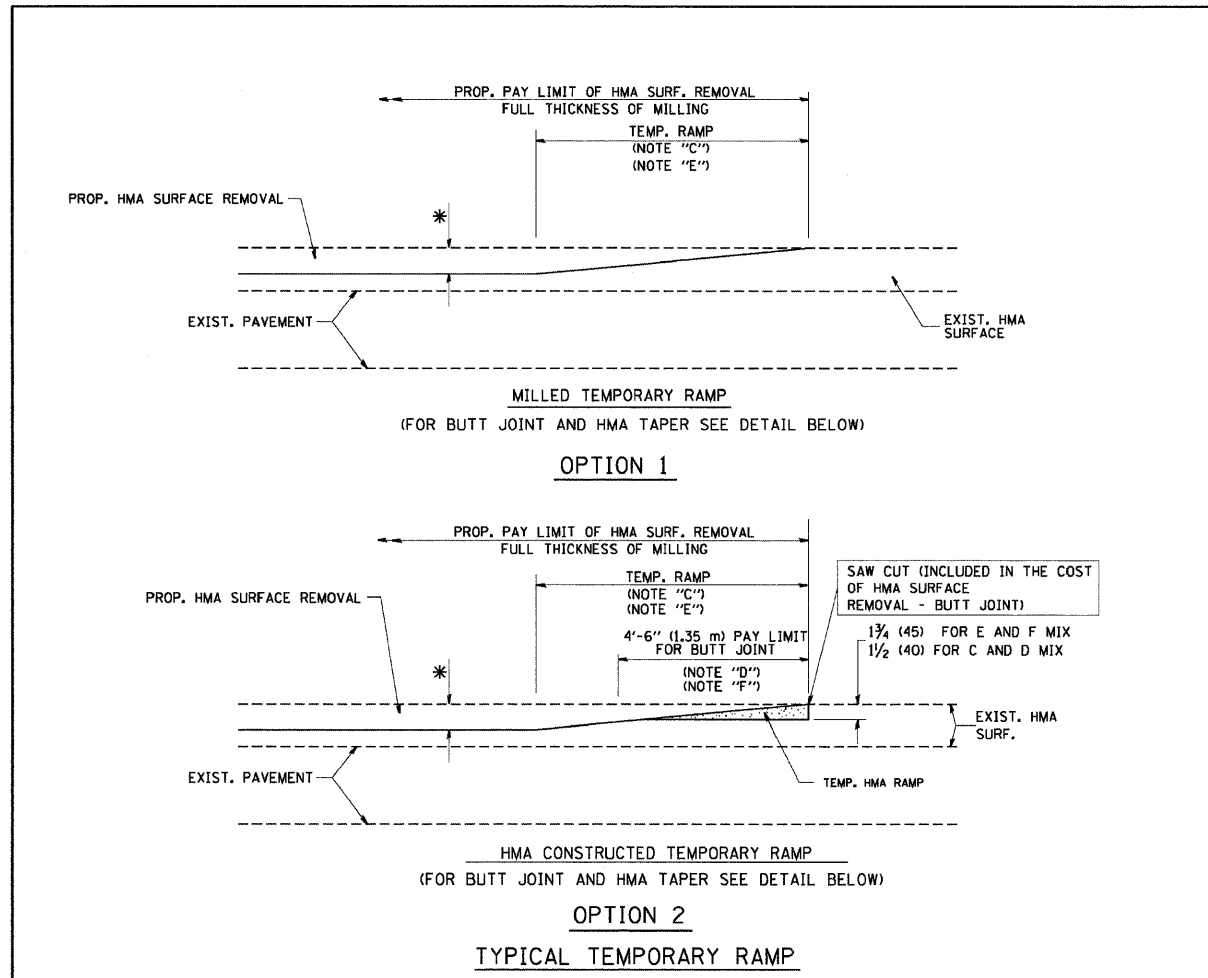 PROP. PAY LIMIT OF HMA SURF. REMOVAL
FULL THICKNESS OF MILLING
TEMP. RAMP
(NOTE "C")
(NOTE "E")
PROP. HMA SURFACE REMOVAL
*
EXIST. PAVEMENT
EXIST. HMA
SURFACE
MILLED TEMPORARY RAMP
(FOR BUTT JOINT AND HMA TAPER SEE DETAIL BELOW)
OPTION 1
PROP. PAY LIMIT OF HMA SURF. REMOVAL
FULL THICKNESS OF MILLING
TEMP. RAMP
(NOTE "C")
(NOTE "E")
SAW CUT (INCLUDED IN THE COST
OF HMA SURFACE
REMOVAL - BUTT JOINT)
PROP. HMA SURFACE REMOVAL
4'-6" (1.35 m) PAY LIMIT
FOR BUTT JOINT
(NOTE "D")
(NOTE "F")
1¾ (45) FOR E AND F MIX
1½ (40) FOR C AND D MIX
*
EXIST. HMA
SURF.
EXIST. PAVEMENT
TEMP. HMA RAMP
HMA CONSTRUCTED TEMPORARY RAMP
(FOR BUTT JOINT AND HMA TAPER SEE DETAIL BELOW)
OPTION 2
TYPICAL TEMPORARY RAMP